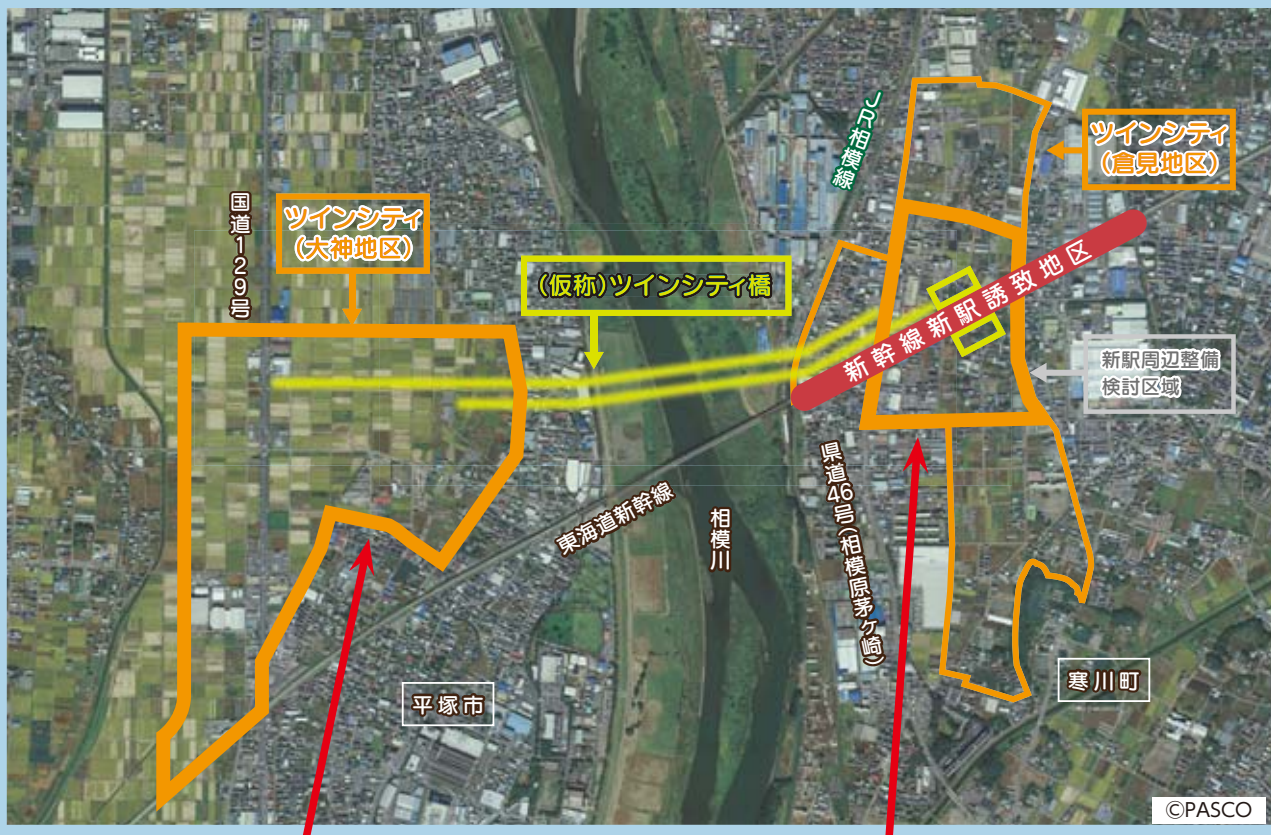 JR相模線
ツインシティ
(倉見地区)
国道129号
ツインシティ
(大神地区)
(仮称)ツインシティ橋
新幹線新駅誘致地区
新駅周辺整備
検討区域
東海道新幹線
相模川
県道46号(相模原茅ヶ崎)
平塚市
寒川町
©PASCO